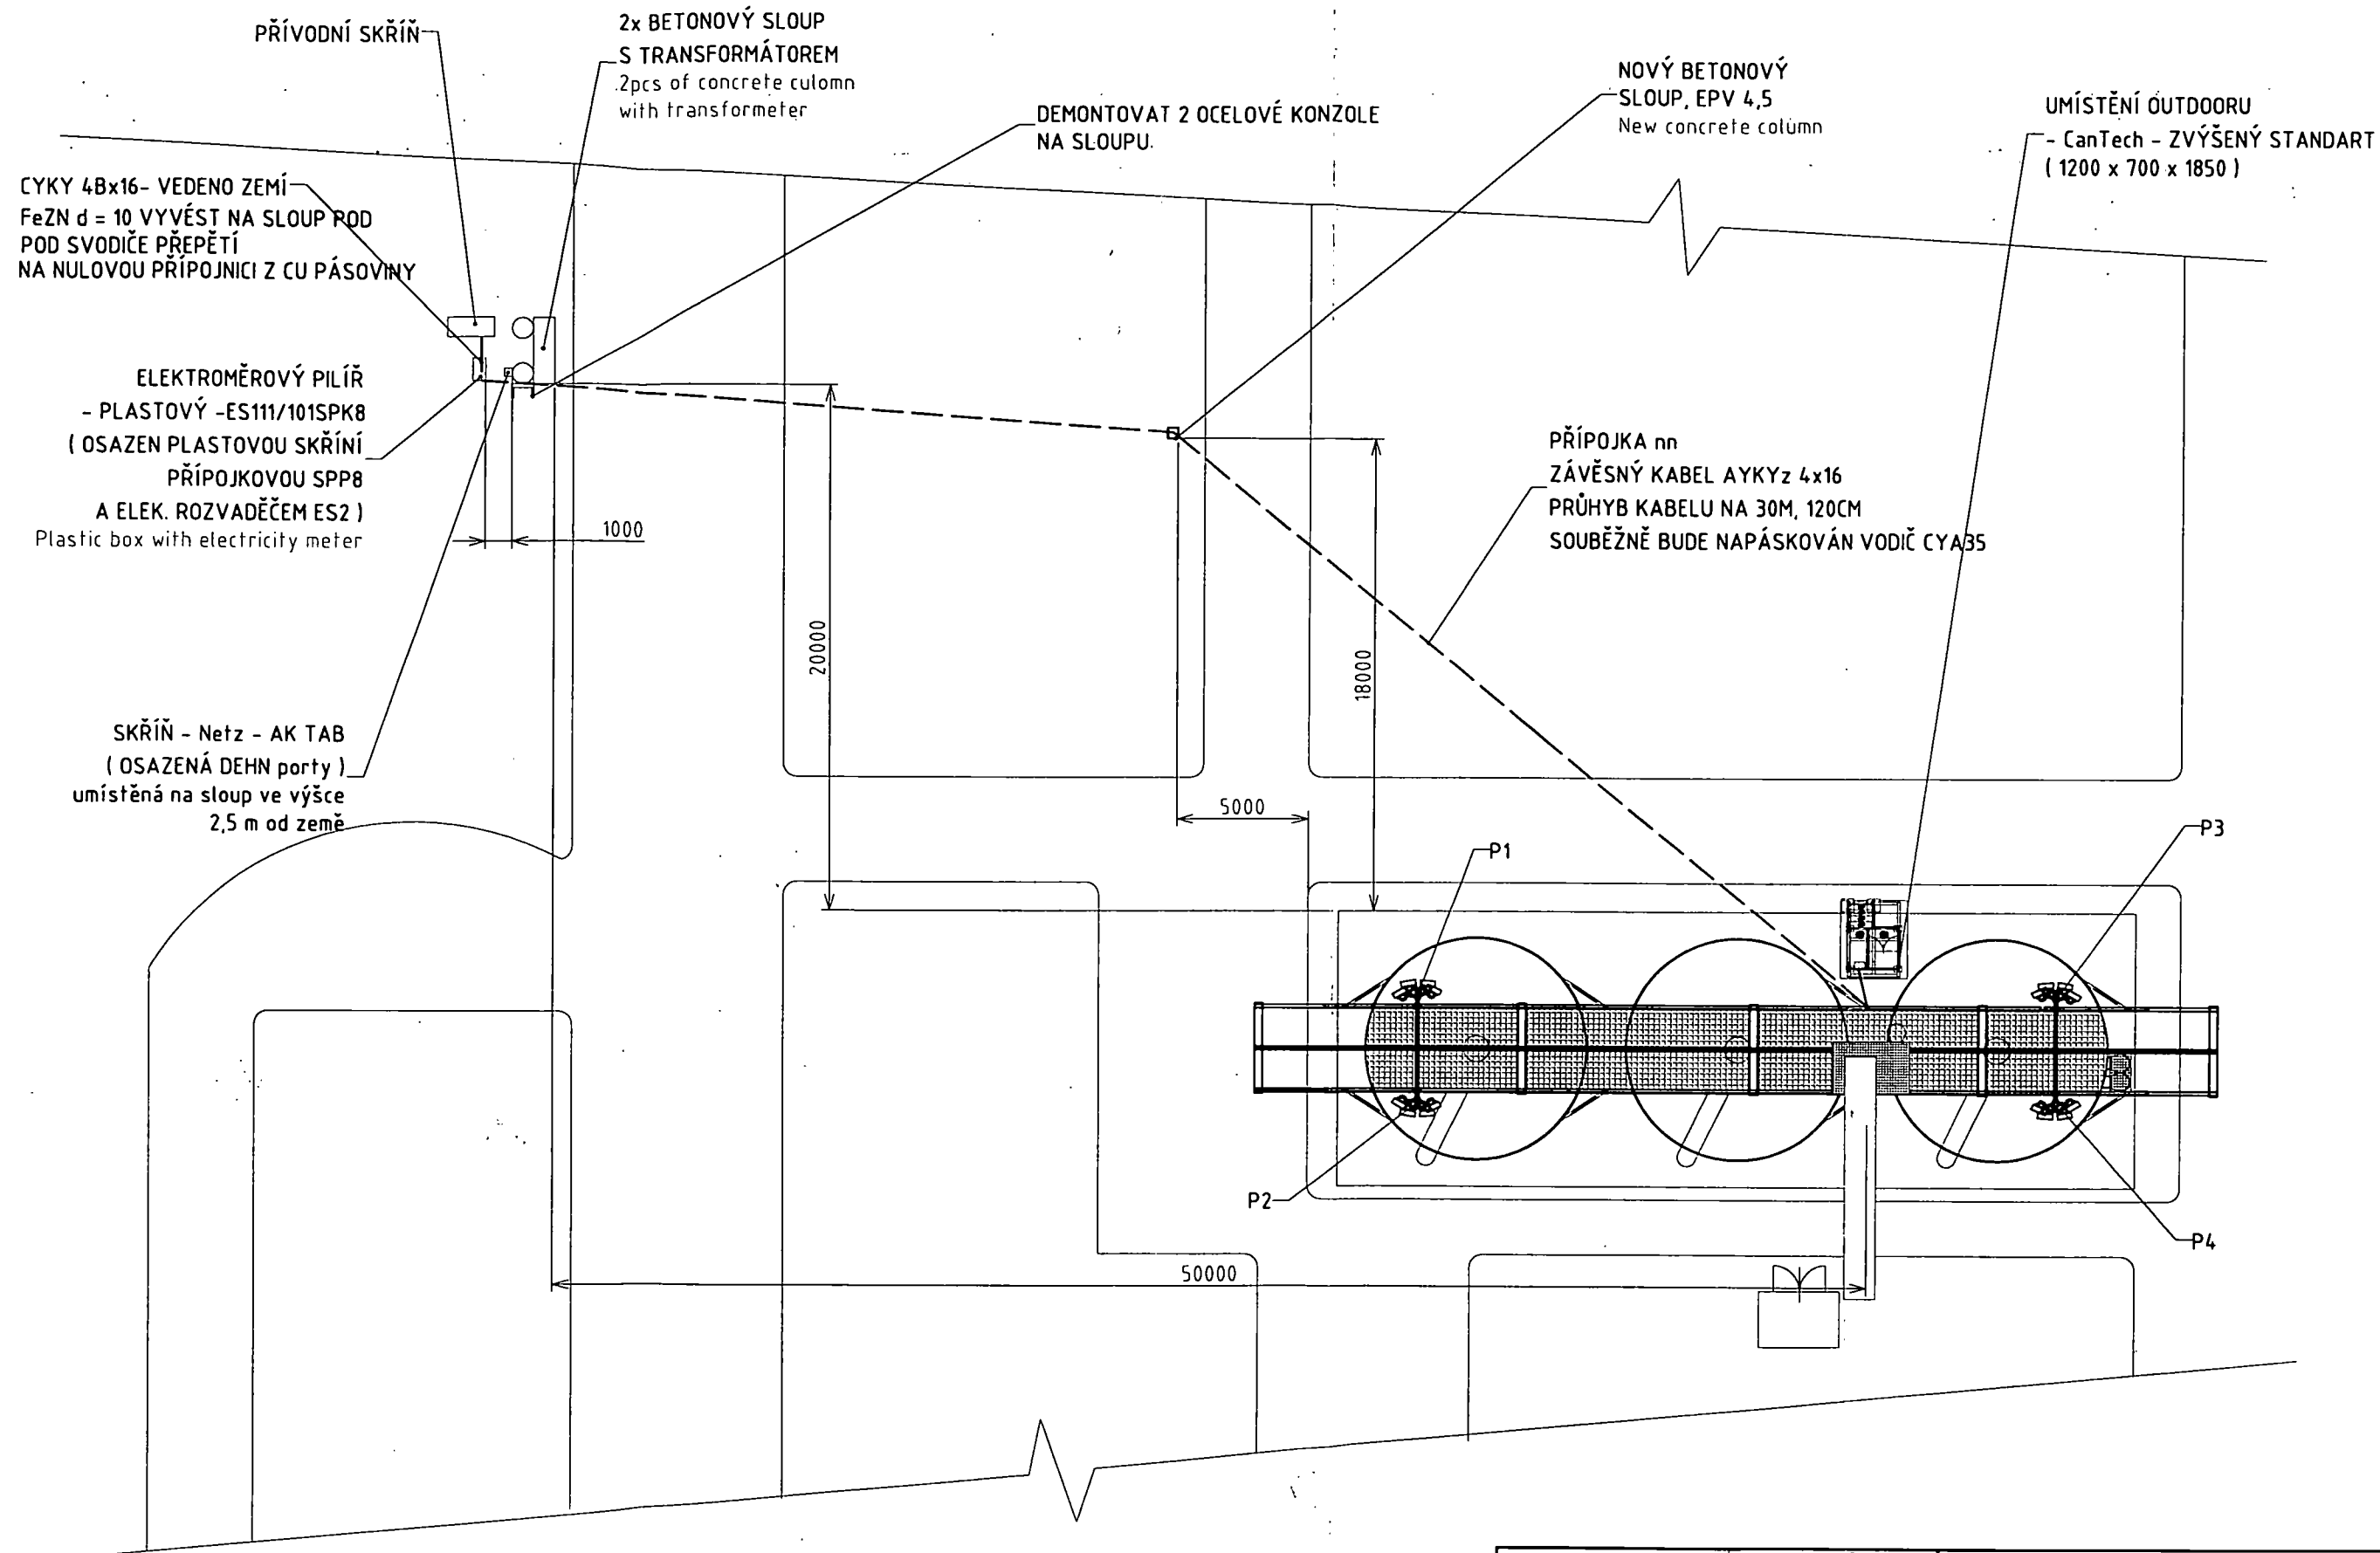 PŘÍVODNÍ SKŘÍŇ
2x BETONOVÝ SLOUP
S TRANSFORMÁTOREM
2pcs of concrete culomn
with transformeter
DEMONTOVAT 2 OCELOVÉ KONZOLE
NA SLOUPU.
NOVÝ BETONOVÝ
SLOUP, EPV 4,5
New concrete column
UMÍSTĚNÍ OUTDOORU
- CanTech - ZVÝŠENÝ STANDART
( 1200 x 700 x 1850 )
CYKY 4Bx16- VEDENO ZEMÍ
FeZN d = 10 VYVÉST NA SLOUP POD
POD SVODIČE PŘEPĚTÍ
NA NULOVOU PŘÍPOJNICI Z CU PÁSOVINY
ELEKTROMĚROVÝ PILÍŘ
- PLASTOVÝ -ES111/101SPK8
( OSAZEN PLASTOVOU SKŘÍNÍ
PŘÍPOJKOVOU SPP8
A ELEK. ROZVADĚČEM ES2 )
Plastic box with electricity meter
1000
PŘÍPOJKA nn
ZÁVĚSNÝ KABEL AYKYz 4x16
PRŮHYB KABELU NA 30M, 120CM
SOUBĚŽNĚ BUDE NAPÁSKOVÁN VODIČ CYA35
20000
18000
SKŘÍŇ - Netz - AK TAB
( OSAZENÁ DEHN porty )
umístěná na sloup ve výšce
2,5 m od země
5000
P1
P3
P2
P4
50000